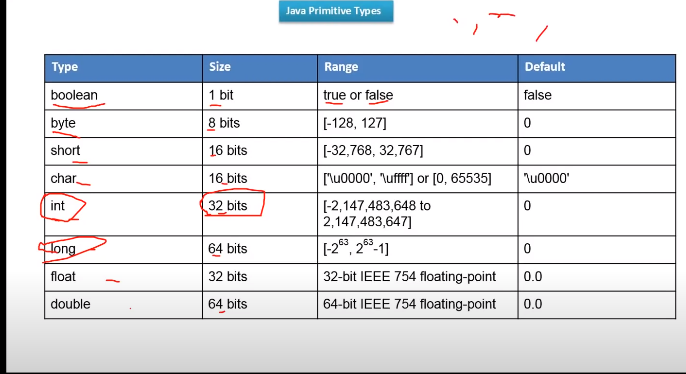 Java Primitive Types
Type Size Range Default
boolean 1 bit true or false false
byte 8 bits [-128, 127] 0
short 16 bits [-32,768, 32,767] 0
char 16 bits ['\u0000', '\uffff'] or [0, 65535] '\u0000'
int 32 bits [-2,147,483,648 to 0
2,147,483,647]
long 64 bits [-2⁶³, 2⁶³-1] 0
float 32 bits 32-bit IEEE 754 floating-point 0.0
double 64 bits 64-bit IEEE 754 floating-point 0.0